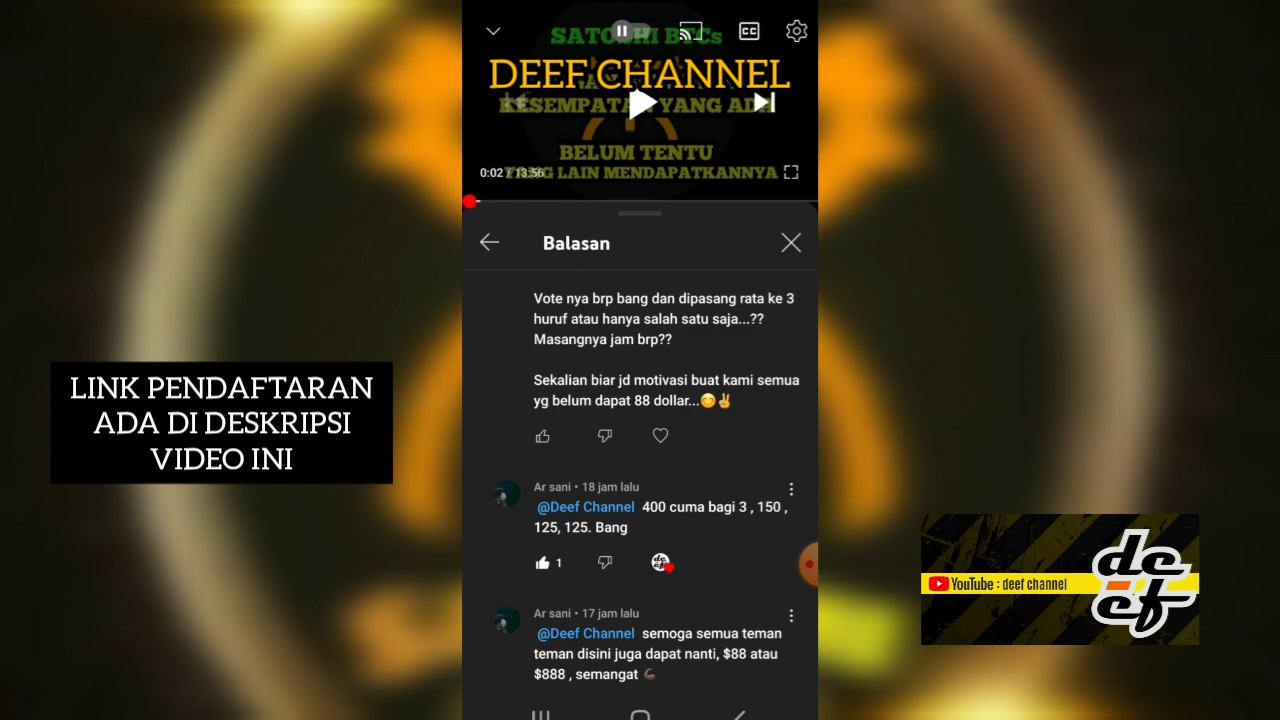 SATOSHI BTCs
DEEF CHANNEL
KESEMPATAN YANG ADA
BELUM TENTU
YANG LAIN MENDAPATKANNYA
0:02 / 13:56
Balasan
Vote nya brp bang dan dipasang rata ke 3
huruf atau hanya salah satu saja...??
Masangnya jam brp??
Sekalian biar jd motivasi buat kami semua
yg belum dapat 88 dollar...😊✌
Ar sani • 18 jam lalu
@Deef Channel 400 cuma bagi 3 , 150 ,
125, 125. Bang
1
Ar sani • 17 jam lalu
@Deef Channel semoga semua teman
teman disini juga dapat nanti, $88 atau
$888 , semangat 💪🏿
LINK PENDAFTARAN
ADA DI DESKRIPSI
VIDEO INI
YouTube : deef channel
deef